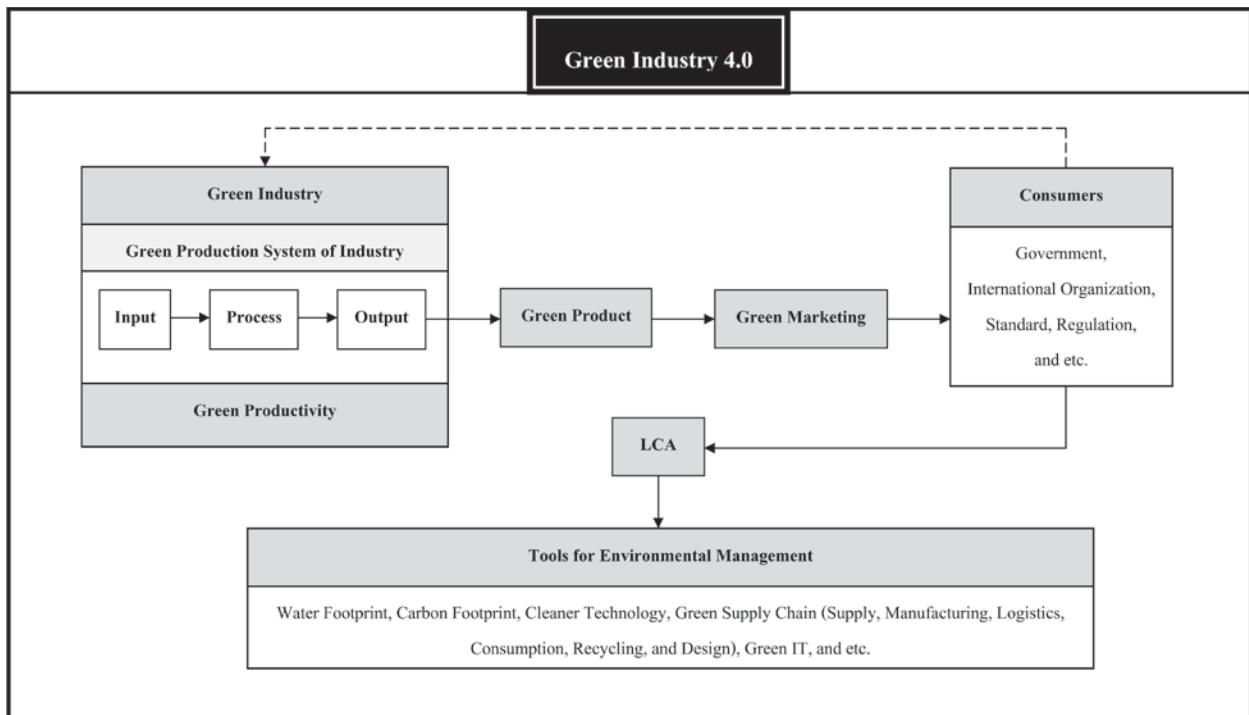 Green Industry 4.0
Green Industry
Green Production System of Industry
Input
Process
Output
Green Productivity
Green Product
Green Marketing
Consumers
Government,
International Organization,
Standard, Regulation,
and etc.
LCA
Tools for Environmental Management
Water Footprint, Carbon Footprint, Cleaner Technology, Green Supply Chain (Supply, Manufacturing, Logistics,
Consumption, Recycling, and Design), Green IT, and etc.